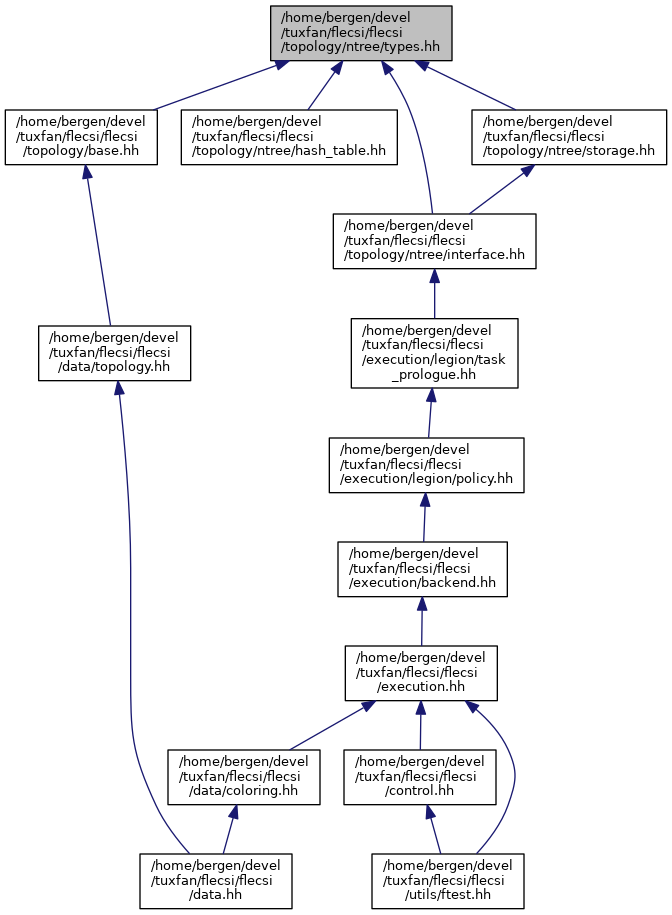 /home/bergen/devel
/tuxfan/flecsi/flecsi
/topology/ntree/types.hh
/home/bergen/devel
/tuxfan/flecsi/flecsi
/topology/base.hh
/home/bergen/devel
/tuxfan/flecsi/flecsi
/topology/ntree/hash_table.hh
/home/bergen/devel
/tuxfan/flecsi/flecsi
/topology/ntree/storage.hh
/home/bergen/devel
/tuxfan/flecsi/flecsi
/topology/ntree/interface.hh
/home/bergen/devel
/tuxfan/flecsi/flecsi
/data/topology.hh
/home/bergen/devel
/tuxfan/flecsi/flecsi
/execution/legion/task
_prologue.hh
/home/bergen/devel
/tuxfan/flecsi/flecsi
/execution/legion/policy.hh
/home/bergen/devel
/tuxfan/flecsi/flecsi
/execution/backend.hh
/home/bergen/devel
/tuxfan/flecsi/flecsi
/execution.hh
/home/bergen/devel
/tuxfan/flecsi/flecsi
/data/coloring.hh
/home/bergen/devel
/tuxfan/flecsi/flecsi
/control.hh
/home/bergen/devel
/tuxfan/flecsi/flecsi
/data.hh
/home/bergen/devel
/tuxfan/flecsi/flecsi
/utils/ftest.hh